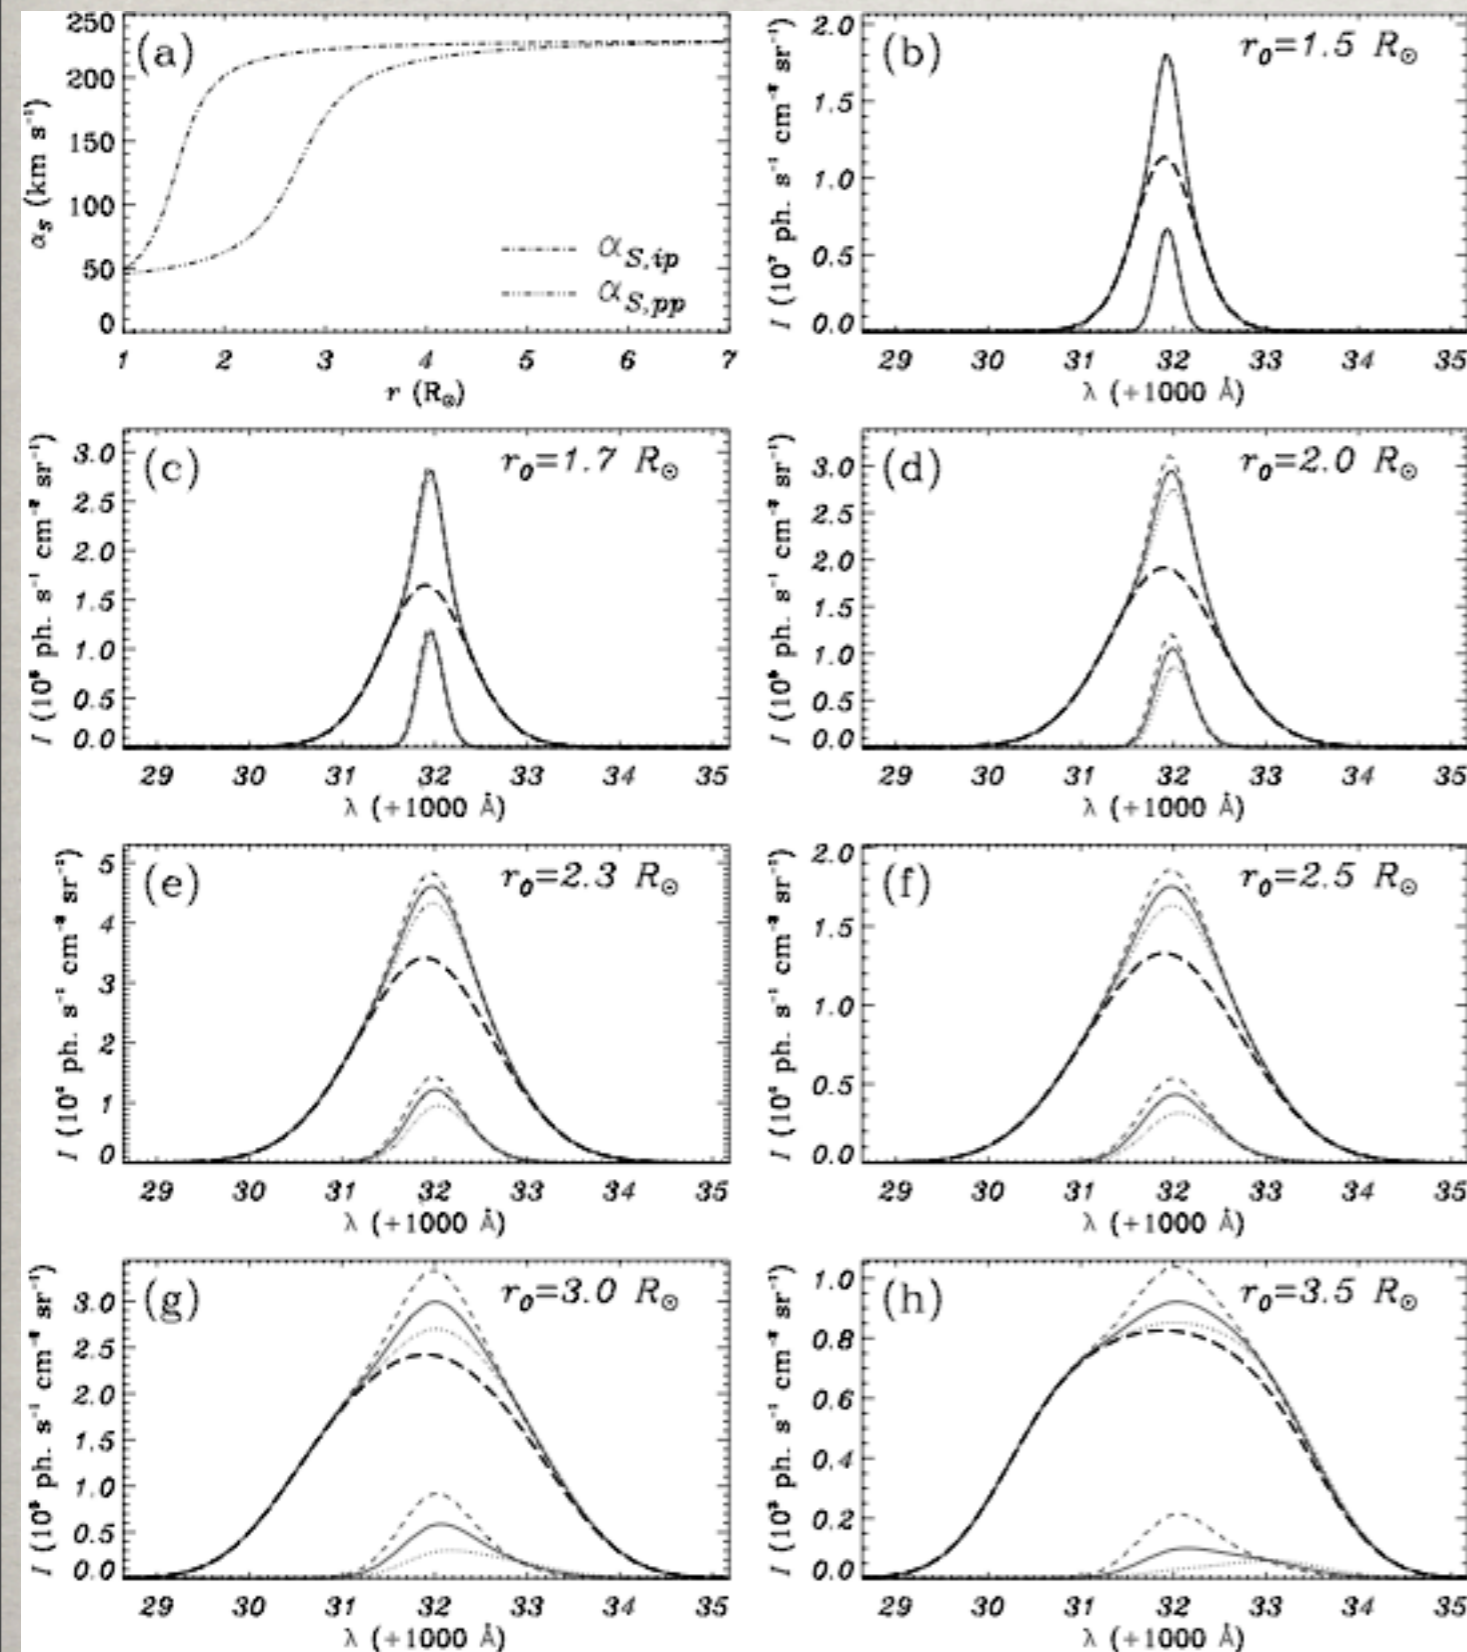 (a)
α_S (km s⁻¹)
250
200
150
100
50
0
α_S,ip
α_S,pp
1 2 3 4 5 6 7
r (R⊙)
(b)
r₀=1.5 R⊙
I (10⁷ ph. s⁻¹ cm⁻² sr⁻¹)
2.0
1.5
1.0
0.5
0.0
29 30 31 32 33 34 35
λ (+1000 Å)
(c)
r₀=1.7 R⊙
I ph. s⁻¹ cm⁻² sr⁻¹)
3.0
2.5
2.0
1.5
1.0
0.5
0.0
29 30 31 32 33 34 35
λ (+1000 Å)
(d)
r₀=2.0 R⊙
I ph. s⁻¹ cm⁻² sr⁻¹)
3.0
2.5
2.0
1.5
1.0
0.5
0.0
29 30 31 32 33 34 35
λ (+1000 Å)
(e)
r₀=2.3 R⊙
I (10⁴ ph. s⁻¹ cm⁻² sr⁻¹)
5
4
3
2
1
0
29 30 31 32 33 34 35
λ (+1000 Å)
(f)
r₀=2.5 R⊙
I (10⁴ ph. s⁻¹ cm⁻² sr⁻¹)
2.0
1.5
1.0
0.5
0.0
29 30 31 32 33 34 35
λ (+1000 Å)
(g)
r₀=3.0 R⊙
I ph. s⁻¹ cm⁻² sr⁻¹)
3.0
2.5
2.0
1.5
1.0
0.5
0.0
29 30 31 32 33 34 35
λ (+1000 Å)
(h)
r₀=3.5 R⊙
I ph. s⁻¹ cm⁻² sr⁻¹)
1.0
0.8
0.6
0.4
0.2
0.0
29 30 31 32 33 34 35
λ (+1000 Å)